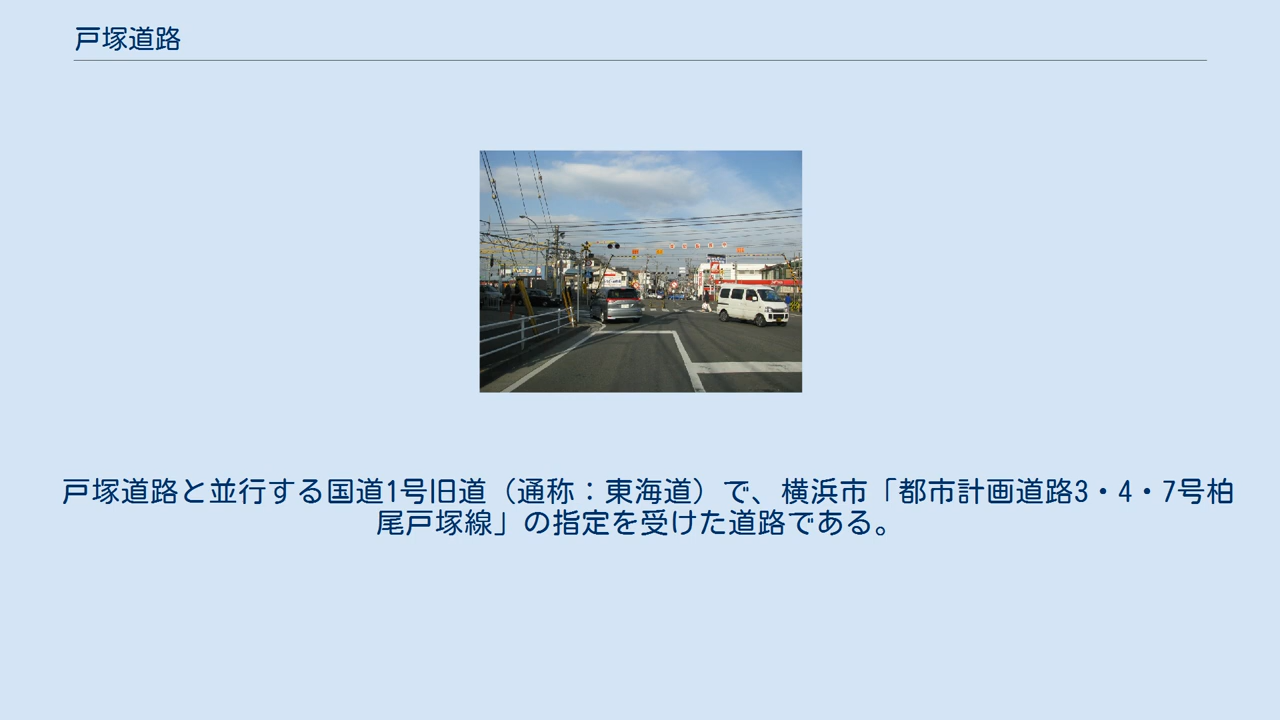 戸塚道路
戸塚道路と並行する国道1号旧道（通称：東海道）で、横浜市「都市計画道路3・4・7号柏
尾戸塚線」の指定を受けた道路である。